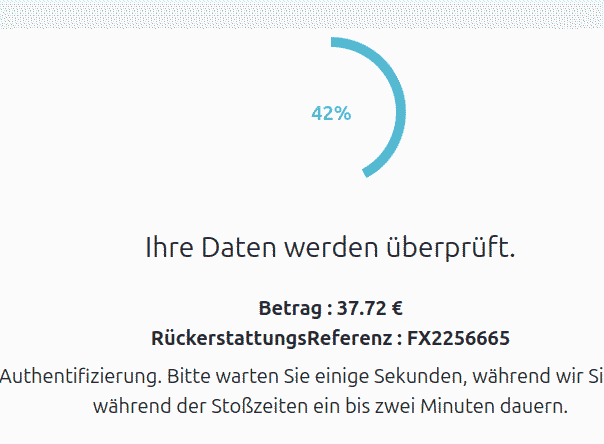 42%
Ihre Daten werden überprüft.
Betrag : 37.72 €
RückerstattungsReferenz : FX2256665
Authentifizierung. Bitte warten Sie einige Sekunden, während wir Si
während der Stoßzeiten ein bis zwei Minuten dauern.